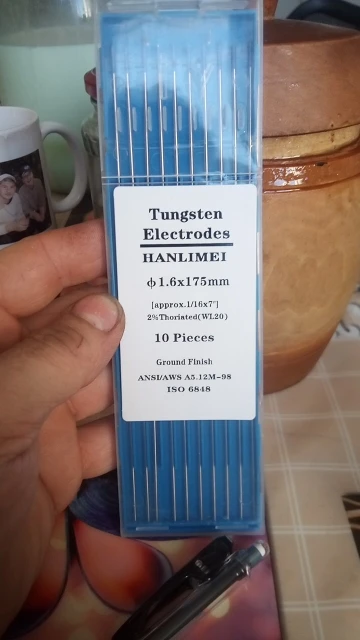 Tungsten
Electrodes
HANLIMEI
ф1.6x175mm
[approx.1/16x7"]
2%Thoriated(WL20)
10 Pieces
Ground Finish
ANSI/AWS A5.12M-98
ISO 6848